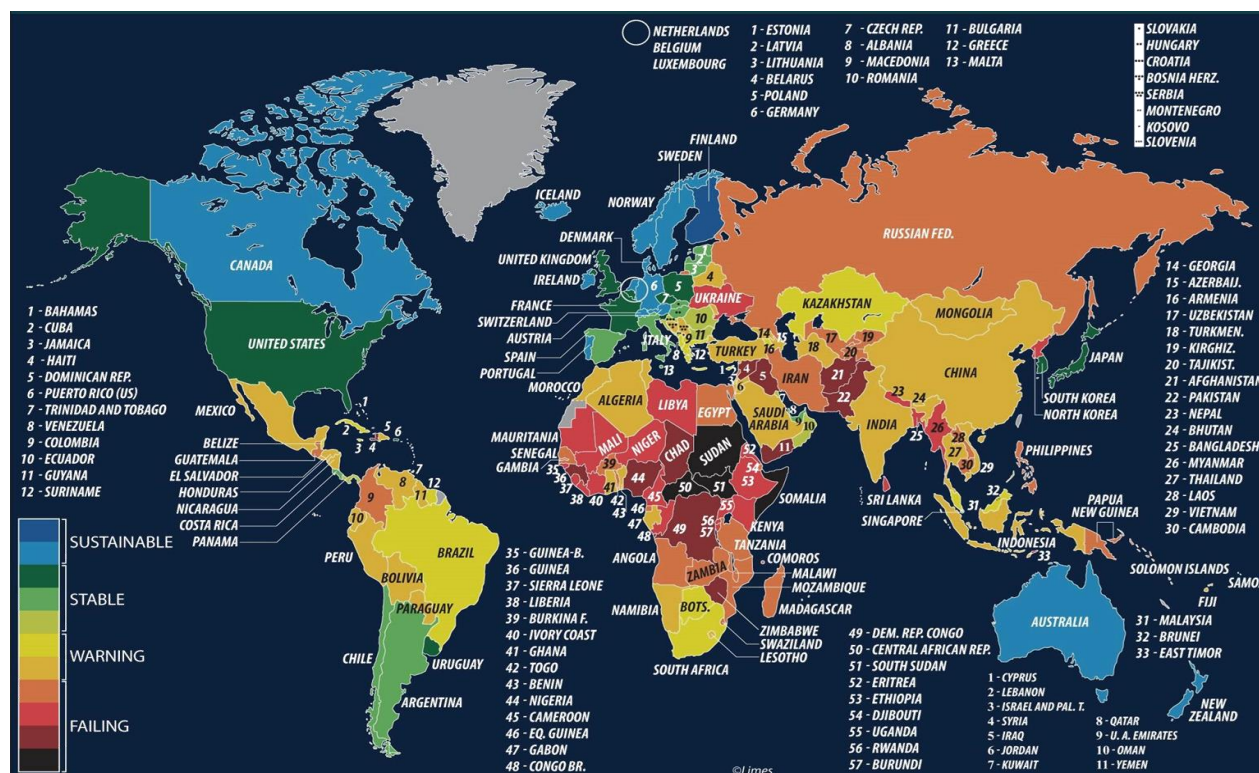 NETHERLANDS
BELGIUM
LUXEMBOURG
1 - ESTONIA
2 - LATVIA
3 - LITHUANIA
4 - BELARUS
5 - POLAND
6 - GERMANY
7 - CZECH REP.
8 - ALBANIA
9 - MACEDONIA
10 - ROMANIA
11 - BULGARIA
12 - GREECE
13 - MALTA
SLOVAKIA
HUNGARY
CROATIA
BOSNIA HERZ.
SERBIA
MONTENEGRO
KOSOVO
SLOVENIA
FINLAND
SWEDEN
ICELAND
NORWAY
DENMARK
UNITED KINGDOM
IRELAND
FRANCE
SWITZERLAND
AUSTRIA
SPAIN
PORTUGAL
MOROCCO
ITALY
UKRAINE
RUSSIAN FED.
CANADA
UNITED STATES
MEXICO
BELIZE
GUATEMALA
EL SALVADOR
HONDURAS
NICARAGUA
COSTA RICA
PANAMA
PERU
BRAZIL
BOLIVIA
PARAGUAY
CHILE
URUGUAY
ARGENTINA
1 - BAHAMAS
2 - CUBA
3 - JAMAICA
4 - HAITI
5 - DOMINICAN REP.
6 - PUERTO RICO (US)
7 - TRINIDAD AND TOBAGO
8 - VENEZUELA
9 - COLOMBIA
10 - ECUADOR
11 - GUYANA
12 - SURINAME
SUSTAINABLE
STABLE
WARNING
FAILING
KAZAKHSTAN
MONGOLIA
CHINA
JAPAN
SOUTH KOREA
NORTH KOREA
TURKEY
IRAN
SAUDI
ARABIA
INDIA
ALGERIA
LIBYA
EGYPT
MAURITANIA
SENEGAL
GAMBIA
MALI
NIGER
CHAD
SUDAN
SOMALIA
KENYA
TANZANIA
COMOROS
MALAWI
MOZAMBIQUE
MADAGASCAR
ANGOLA
ZAMBIA
NAMIBIA
BOTS.
ZIMBABWE
SWAZILAND
LESOTHO
SOUTH AFRICA
SRI LANKA
SINGAPORE
PHILIPPINES
INDONESIA
PAPUA
NEW GUINEA
SOLOMON ISLANDS
SAMO
FIJI
AUSTRALIA
NEW
ZEALAND
14 - GEORGIA
15 - AZERBAIJ.
16 - ARMENIA
17 - UZBEKISTAN
18 - TURKMEN.
19 - KIRGHIZ.
20 - TAJIKIST.
21 - AFGHANISTAN
22 - PAKISTAN
23 - NEPAL
24 - BHUTAN
25 - BANGLADESH
26 - MYANMAR
27 - THAILAND
28 - LAOS
29 - VIETNAM
30 - CAMBODIA
31 - MALAYSIA
32 - BRUNEI
33 - EAST TIMOR
35 - GUINEA-B.
36 - GUINEA
37 - SIERRA LEONE
38 - LIBERIA
39 - BURKINA F.
40 - IVORY COAST
41 - GHANA
42 - TOGO
43 - BENIN
44 - NIGERIA
45 - CAMEROON
46 - EQ. GUINEA
47 - GABON
48 - CONGO BR.
49 - DEM. REP. CONGO
50 - CENTRAL AFRICAN REP.
51 - SOUTH SUDAN
52 - ERITREA
53 - ETHIOPIA
54 - DJIBOUTI
55 - UGANDA
56 - RWANDA
57 - BURUNDI
1 - CYPRUS
2 - LEBANON
3 - ISRAEL AND PAL. T.
4 - SYRIA
5 - IRAQ
6 - JORDAN
7 - KUWAIT
8 - QATAR
9 - U. A. EMIRATES
10 - OMAN
11 - YEMEN
©Limes